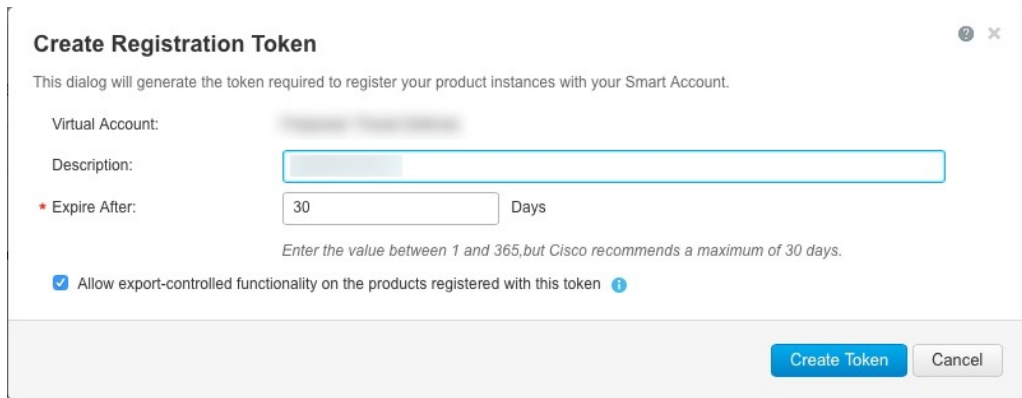 Create Registration Token
This dialog will generate the token required to register your product instances with your Smart Account.
Virtual Account:
Description:
* Expire After: 30 Days
Enter the value between 1 and 365,but Cisco recommends a maximum of 30 days.
Allow export-controlled functionality on the products registered with this token
Create Token Cancel